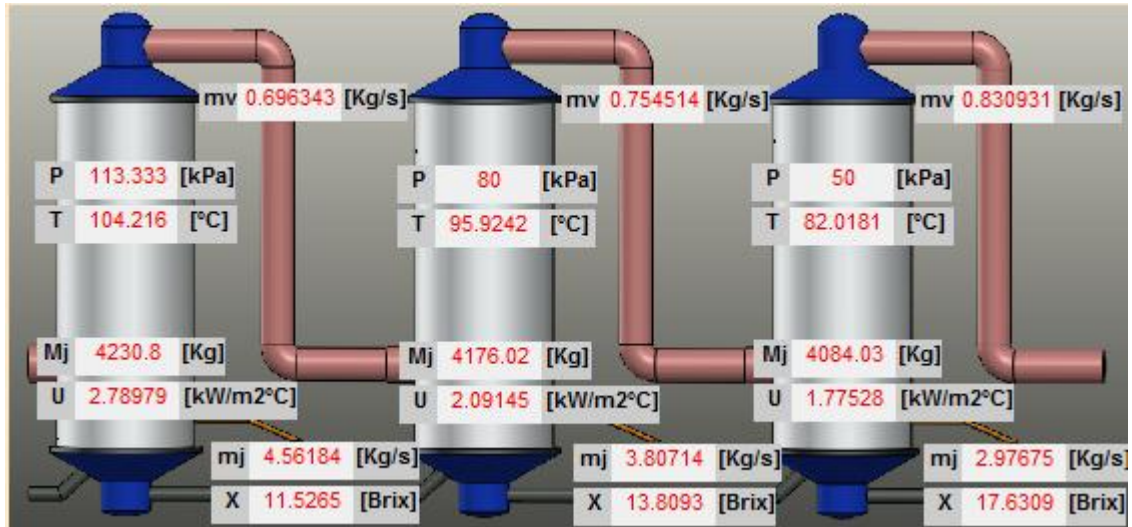 mv 0.696343 [Kg/s]
mv 0.754514 [Kg/s]
mv 0.830931 [Kg/s]
P 113.333 [kPa]
P 80 [kPa]
P 50 [kPa]
T 104.216 [°C]
T 95.9242 [°C]
T 82.0181 [°C]
Mj 4230.8 [Kg]
Mj 4176.02 [Kg]
Mj 4084.03 [Kg]
U 2.78979 [kW/m2°C]
U 2.09145 [kW/m2°C]
U 1.77528 [kW/m2°C]
mj 4.56184 [Kg/s]
mj 3.80714 [Kg/s]
mj 2.97675 [Kg/s]
X 11.5265 [Brix]
X 13.8093 [Brix]
X 17.6309 [Brix]